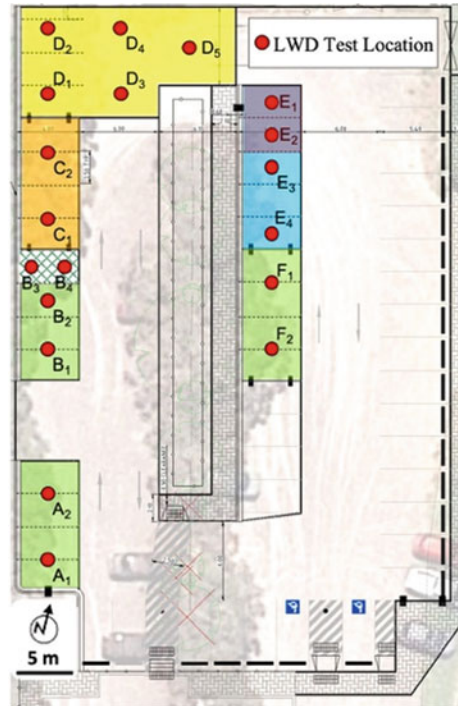 LWD Test Location
D2
D4
D5
D1
D3
E1
E2
C2
E3
C1
E4
B3
B4
F1
B2
B1
F2
A2
A1
N
5 m